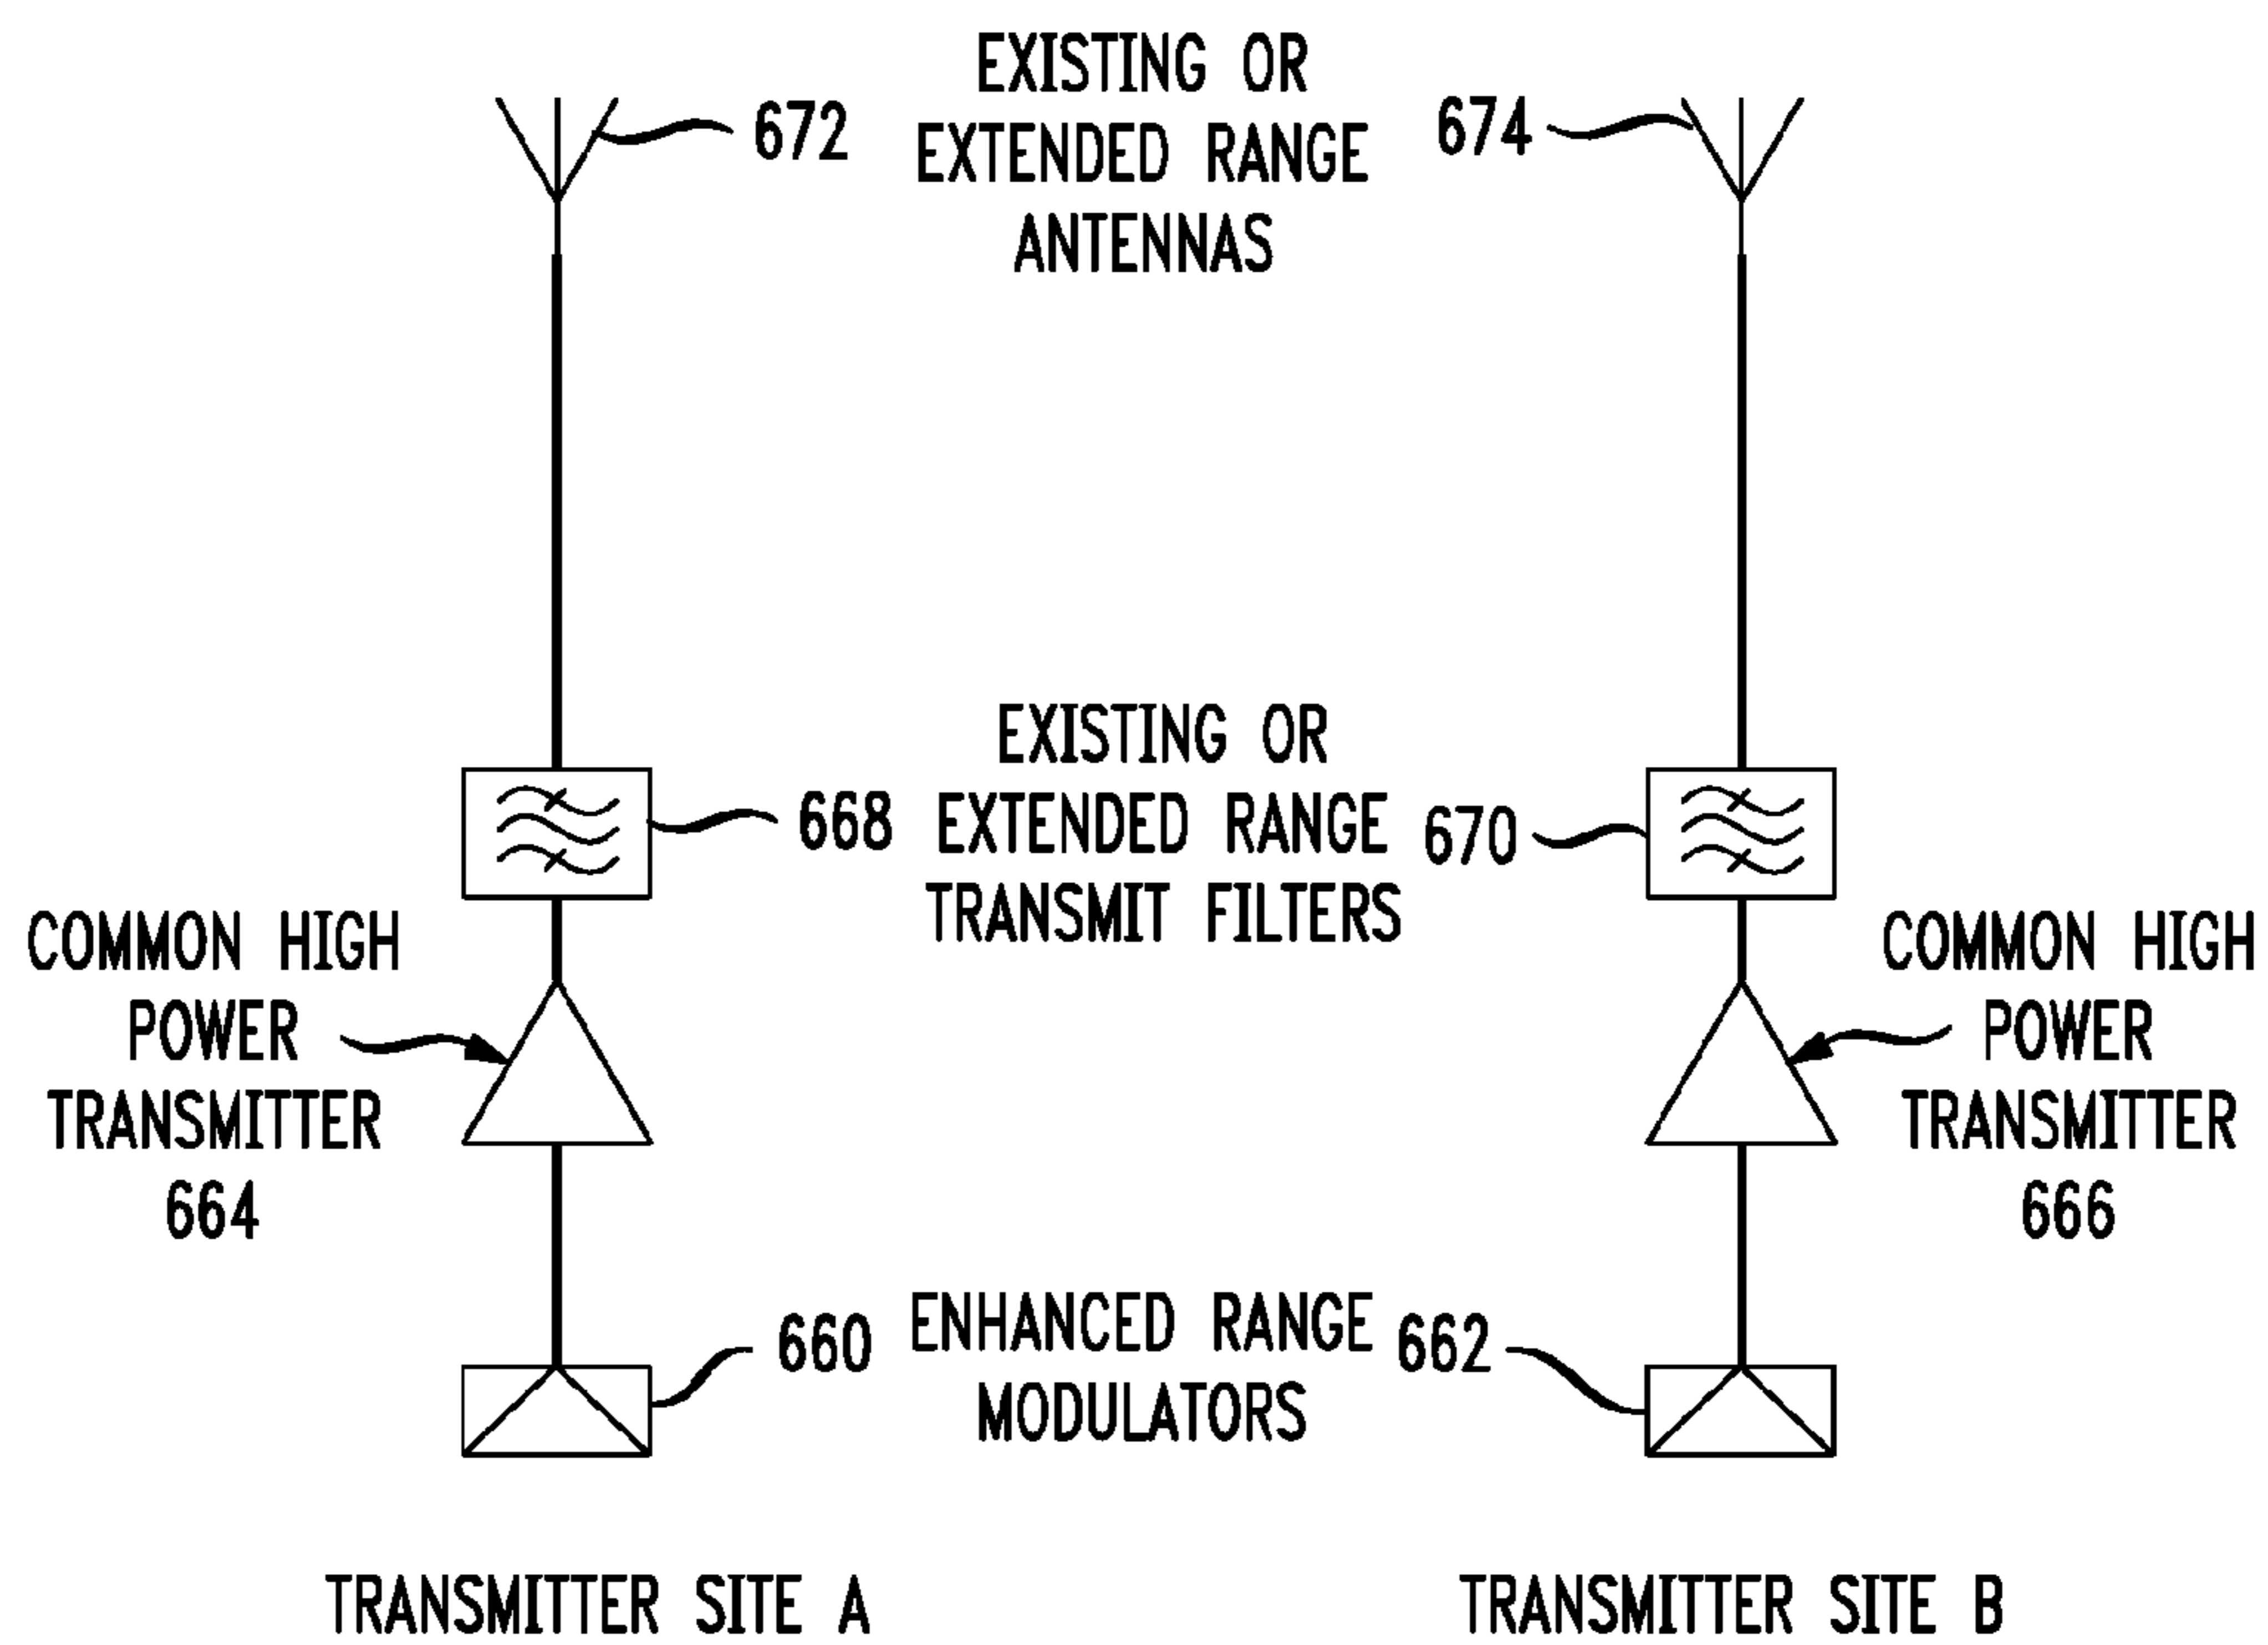 EXISTING OR
672 EXTENDED RANGE 674
ANTENNAS
EXISTING OR
668 EXTENDED RANGE 670
TRANSMIT FILTERS
COMMON HIGH
POWER
TRANSMITTER
664
COMMON HIGH
POWER
TRANSMITTER
666
660 ENHANCED RANGE 662
MODULATORS
TRANSMITTER SITE A
TRANSMITTER SITE B